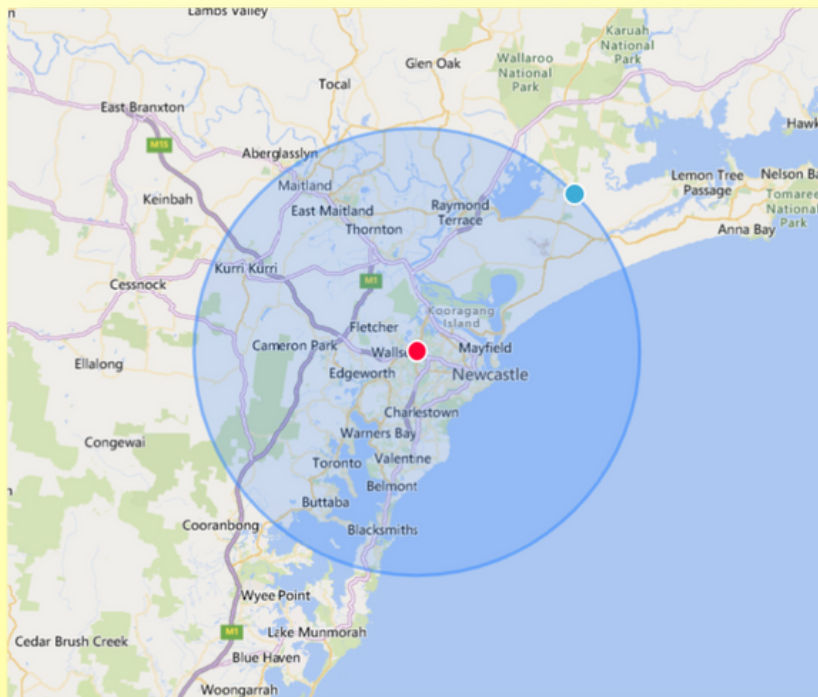 Lambs Valley
Karuah
National
Park
Glen Oak
Wallaroo
National
Park
Tocal
East Branxton
Hawk
M15
Aberglasslyn
Lemon Tree
Passage
Nelson Ba
Maitland
Keinbah
Tomaree
National
Park
East Maitland
Raymond
Terrace
Thornton
Anna Bay
Kurri Kurri
M1
Cessnock
Kooragang
Island
Fletcher
Cameron Park
Mayfield
Ellalong
Edgeworth
Newcastle
Charlestown
Congewai
Warners Bay
Valentine
Toronto
Belmont
Buttaba
Cooranbong
Blacksmiths
Wyee Point
M1
Lake Munmorah
Cedar Brush Creek
Blue Haven
Woongarrah